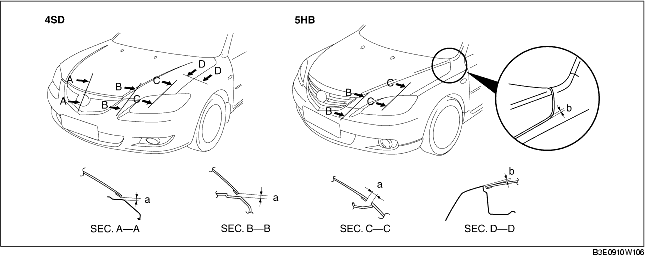 4SD
5HB
A
A
B
B
C
C
D
D
B
D
C
C
b
a
a
a
b
SEC. A—A
SEC. B—B
SEC. C—C
SEC. D—D
B3E0910W106